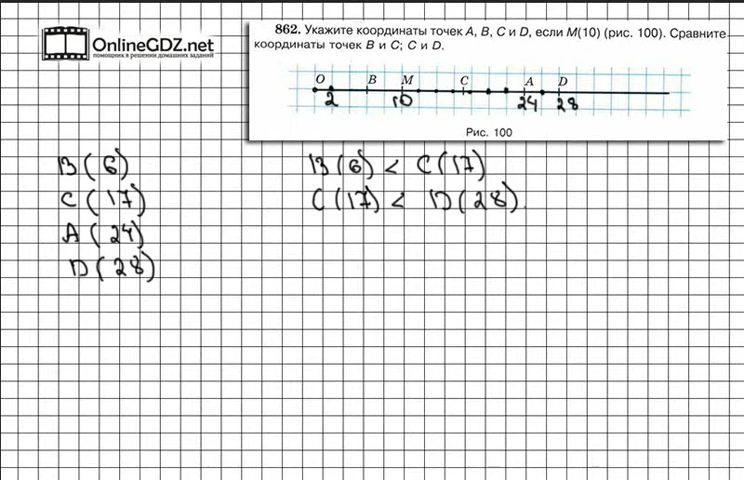 OnlineGDZ.net
помощник в решении домашних заданий
862. Укажите координаты точек A, B, C и D, если M(10) (рис. 100). Сравните
координаты точек B и C; C и D.
O B M C A D
2 10 24 28
Рис. 100
B(6)
C(17)
A(24)
D(28)
B(6) < C(17)
C(17) < D(28).